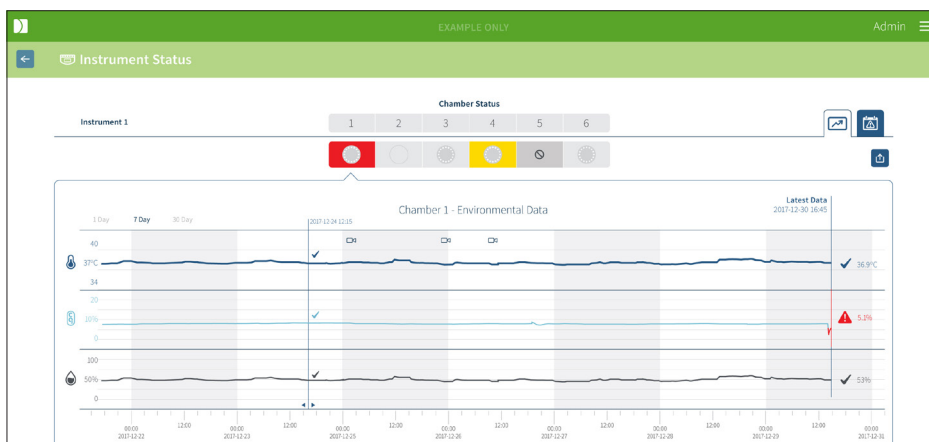 EXAMPLE ONLY
Admin
Instrument Status
Chamber Status
Instrument 1
1 2 3 4 5 6
Latest Data
2017-12-30 16:45
Chamber 1 - Environmental Data
1 Day 7 Day 30 Day
2017-12-24 12:15
40
37°C
36.9°C
34
20
10%
5.1%
0
100
50%
53%
0
00:00 12:00 00:00 12:00 00:00 12:00 00:00 12:00 00:00 12:00 00:00 12:00 00:00 12:00 00:00
2017-12-22 2017-12-23 2017-12-25 2017-12-26 2017-12-27 2017-12-28 2017-12-29 2017-12-31